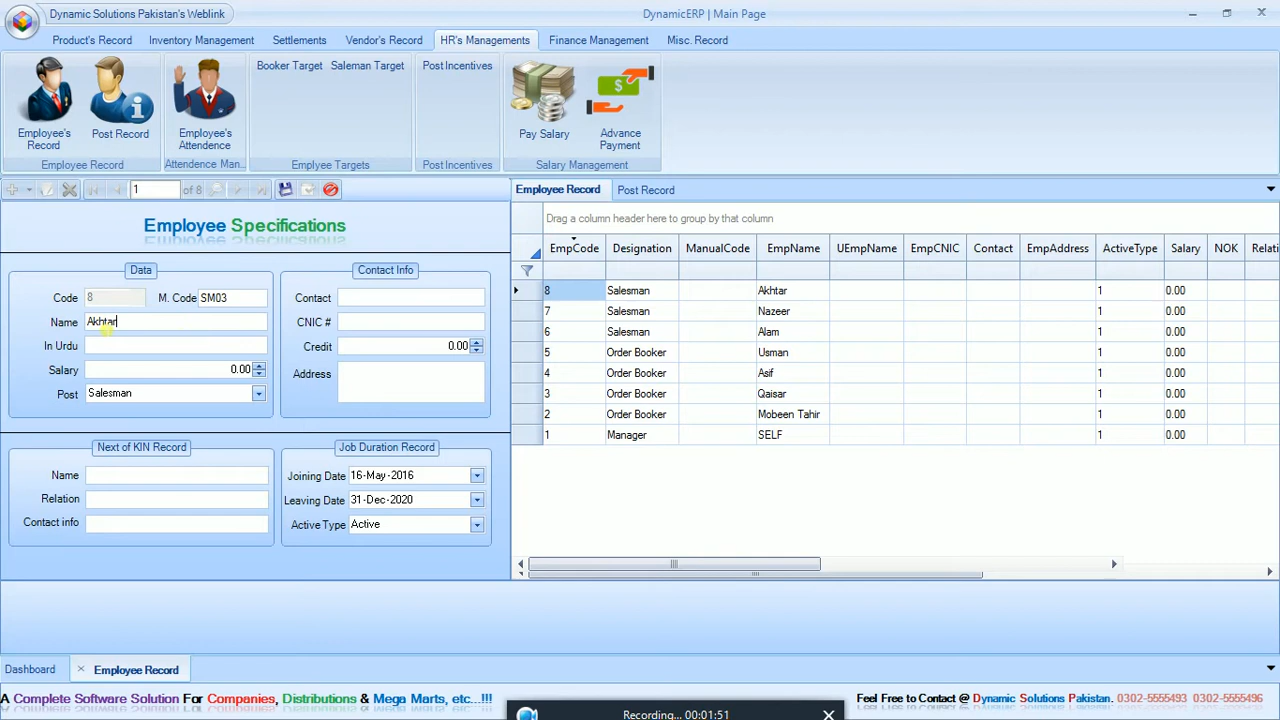 Dynamic Solutions Pakistan's Weblink
DynamicERP | Main Page
Product's Record Inventory Management Settlements Vendor's Record HR's Managements Finance Management Misc. Record
Employee's Record
Post Record
Employee Record
Employee's Attendence
Attendence Man...
Booker Target Saleman Target
Emplyee Targets
Post Incentives
Post Incentives
Pay Salary
Advance Payment
Salary Management
1 of 8
Employee Specifications
Data
Code 8 M. Code SM03
Name Akhtar
In Urdu
Salary 0.00
Post Salesman
Contact Info
Contact
CNIC #
Credit 0.00
Address
Next of KIN Record
Name
Relation
Contact info
Job Duration Record
Joining Date 16-May-2016
Leaving Date 31-Dec-2020
Active Type Active
Employee Record Post Record
Drag a column header here to group by that column
EmpCode Designation ManualCode EmpName UEmpName EmpCNIC Contact EmpAddress ActiveType Salary NOK Relati
8 Salesman Akhtar 1 0.00
7 Salesman Nazeer 1 0.00
6 Salesman Alam 1 0.00
5 Order Booker Usman 1 0.00
4 Order Booker Asif 1 0.00
3 Order Booker Qaisar 1 0.00
2 Order Booker Mobeen Tahir 1 0.00
1 Manager SELF 1 0.00
Dashboard Employee Record
A Complete Software Solution For Companies, Distributions & Mega Marts, etc...!!!
Feel Free to Contact @ Dynamic Solutions Pakistan. 0302-5555493 0302-5555496
Recording... 00:01:51